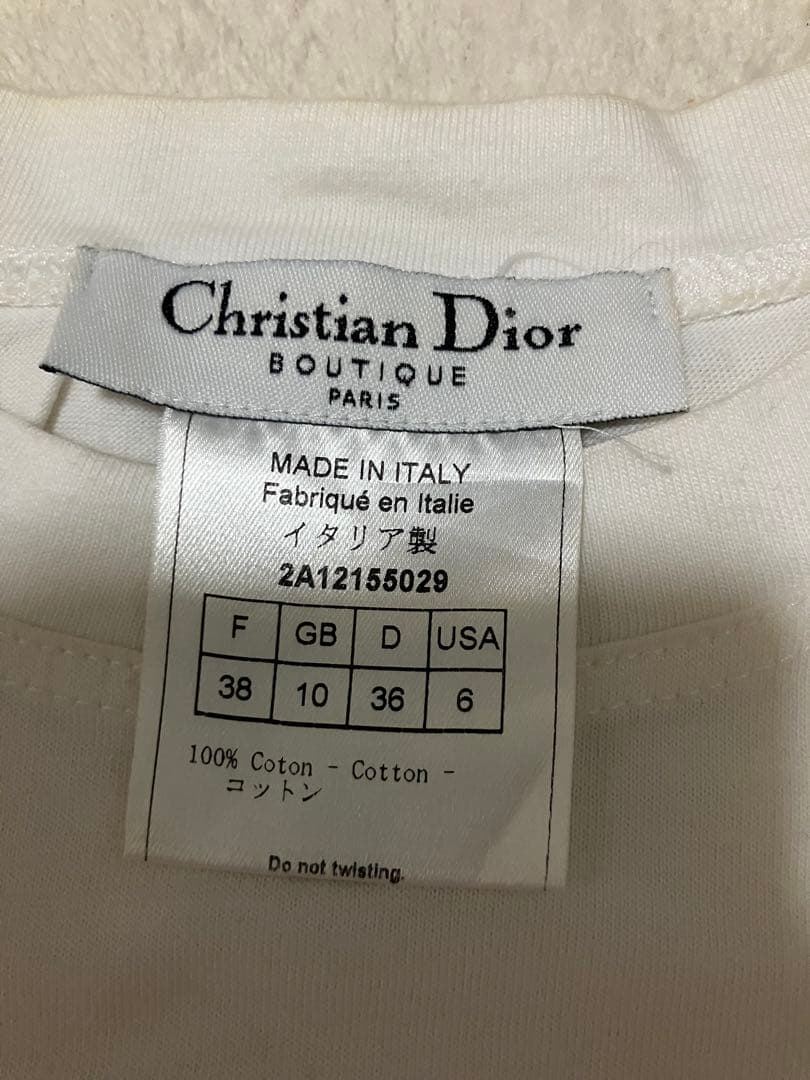 Christian Dior
BOUTIQUE
PARIS
MADE IN ITALY
Fabriqué en Italie
イタリア製
2A12155029
F GB D USA
38 10 36 6
100% Coton - Cotton -
コットン
Do not twisting.